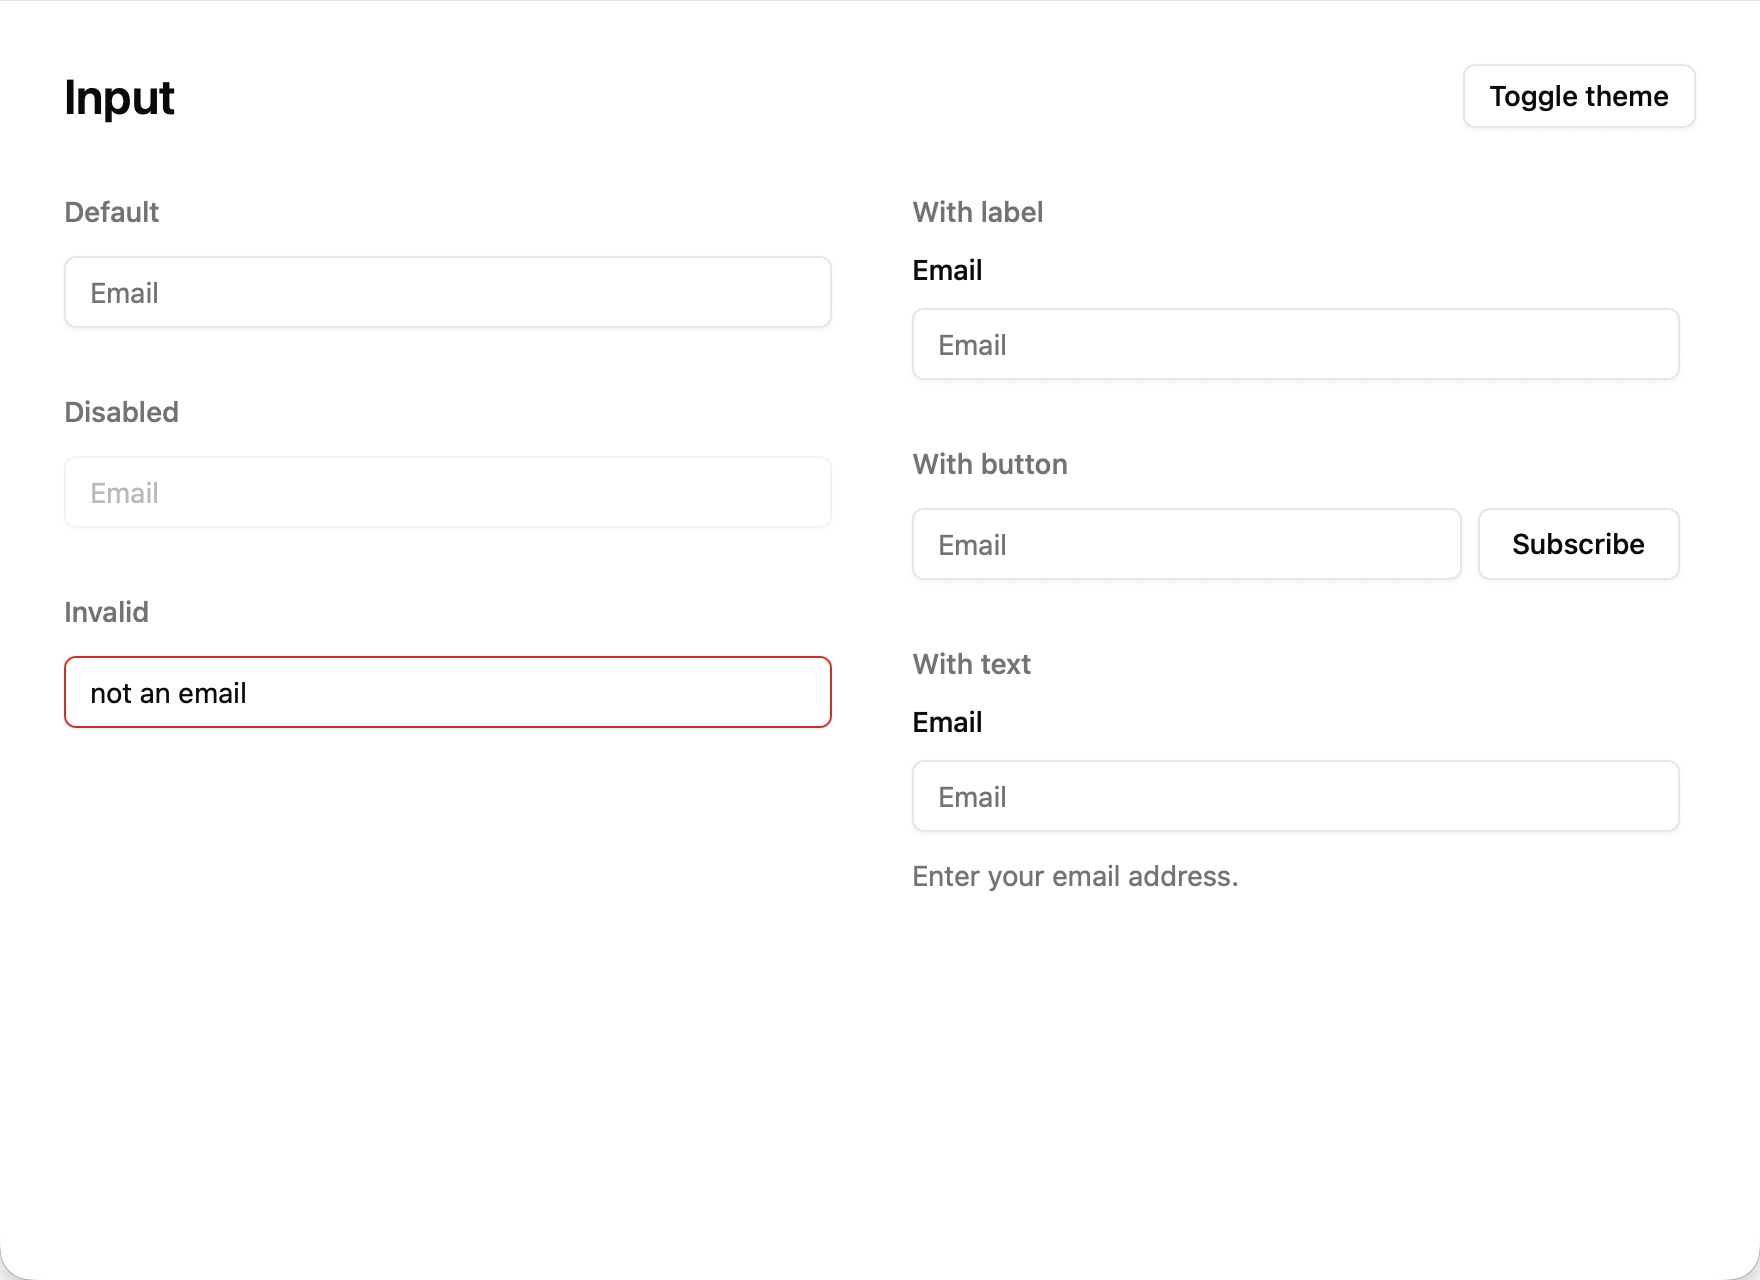 Input
Toggle theme
Default
Email
Disabled
Email
Invalid
not an email
With label
Email
Email
With button
Email
Subscribe
With text
Email
Email
Enter your email address.